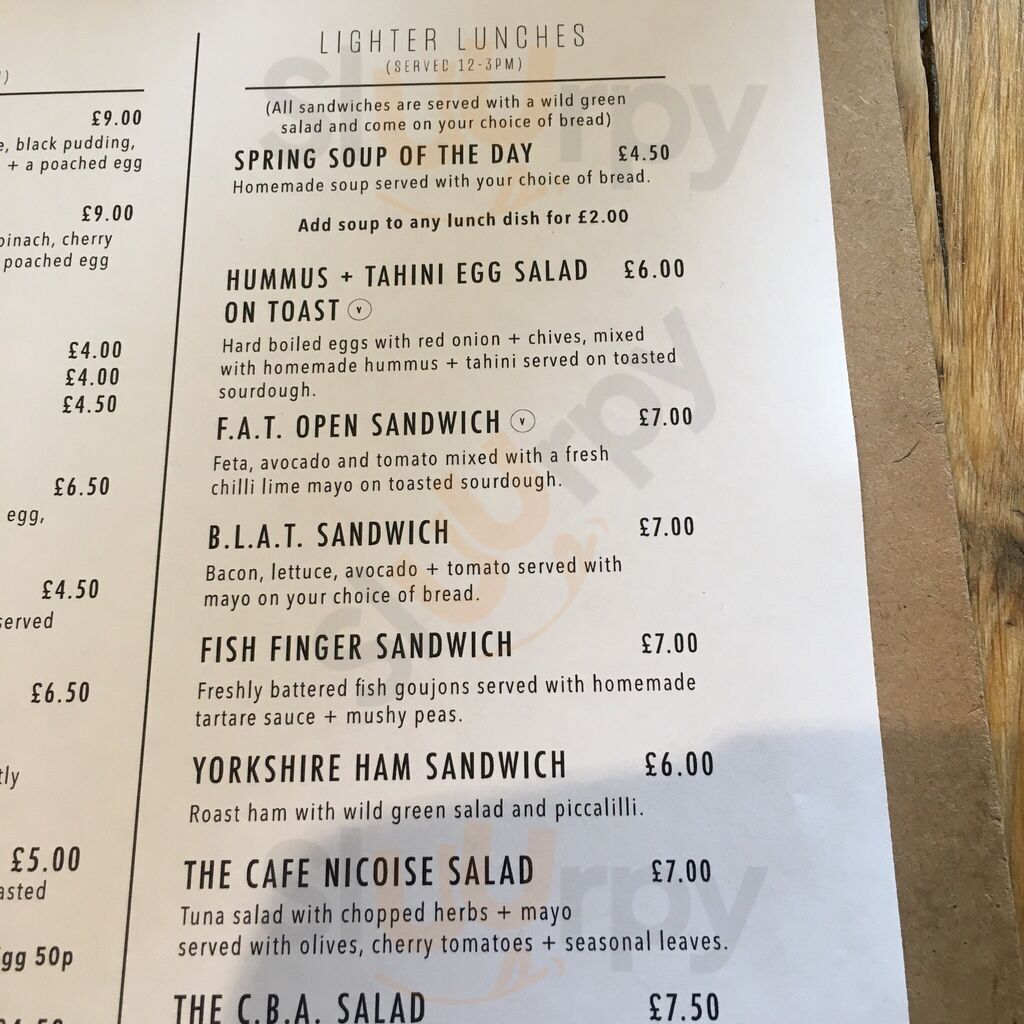 )
£9.00
e, black pudding,
+ a poached egg
£9.00
pinach, cherry
poached egg
£4.00
£4.00
£4.50
£6.50
egg,
£4.50
served
£6.50
tly
£5.00
asted
gg 50p
LIGHTER LUNCHES
(SERVED 12-3PM)
(All sandwiches are served with a wild green
salad and come on your choice of bread)
SPRING SOUP OF THE DAY £4.50
Homemade soup served with your choice of bread.
Add soup to any lunch dish for £2.00
HUMMUS + TAHINI EGG SALAD £6.00
ON TOAST V
Hard boiled eggs with red onion + chives, mixed
with homemade hummus + tahini served on toasted
sourdough.
F.A.T. OPEN SANDWICH V £7.00
Feta, avocado and tomato mixed with a fresh
chilli lime mayo on toasted sourdough.
B.L.A.T. SANDWICH £7.00
Bacon, lettuce, avocado + tomato served with
mayo on your choice of bread.
FISH FINGER SANDWICH £7.00
Freshly battered fish goujons served with homemade
tartare sauce + mushy peas.
YORKSHIRE HAM SANDWICH £6.00
Roast ham with wild green salad and piccalilli.
THE CAFE NICOISE SALAD £7.00
Tuna salad with chopped herbs + mayo
served with olives, cherry tomatoes + seasonal leaves.
THE C.B.A. SALAD £7.50
slurpy
slurpy
slurpy